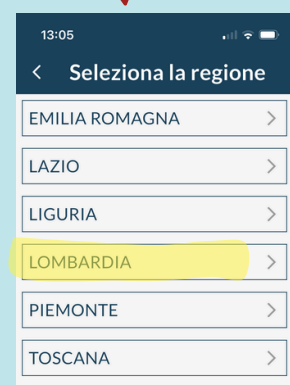 13:05
Seleziona la regione
EMILIA ROMAGNA
LAZIO
LIGURIA
LOMBARDIA
PIEMONTE
TOSCANA